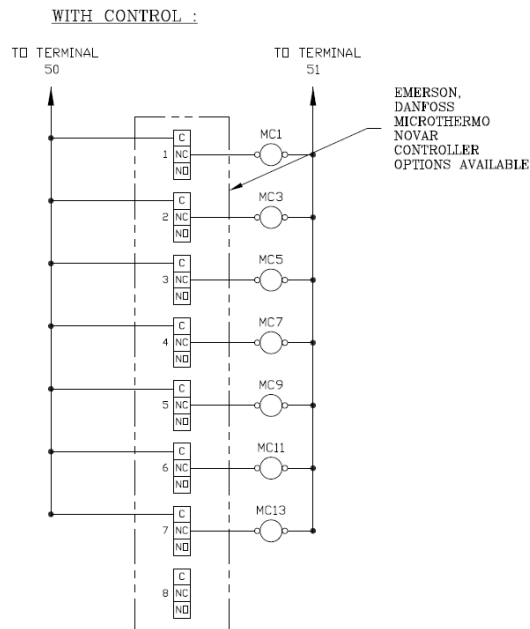 WITH CONTROL :
TO TERMINAL
50
TO TERMINAL
51
EMERSON,
DANFOSS
MICROTHERMO
NOVAR
CONTROLLER
OPTIONS AVAILABLE
C
1 NC MC1
NO
C
2 NC MC3
NO
C
3 NC MC5
NO
C
4 NC MC7
NO
C
5 NC MC9
NO
C
6 NC MC11
NO
C
7 NC MC13
NO
C
8 NC
NO